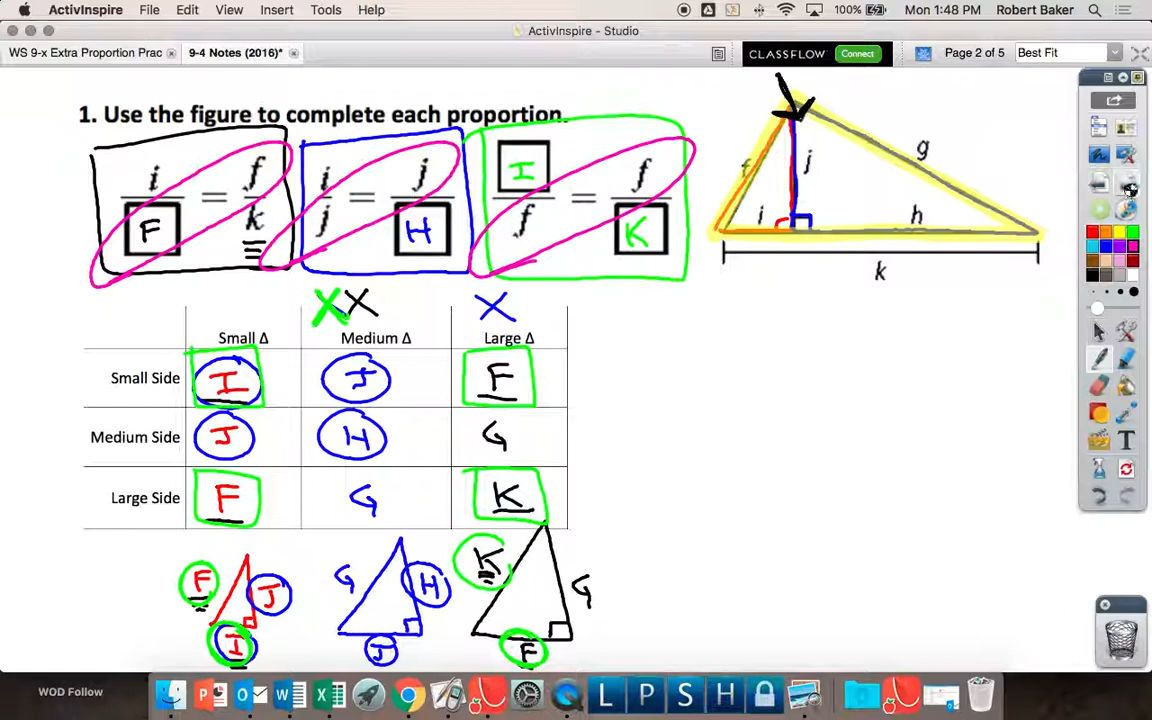 ActivInspire File Edit View Insert Tools Help 100% Mon 1:48 PM Robert Baker
ActivInspire - Studio
WS 9-x Extra Proportion Prac x 9-4 Notes (2016)* x CLASSFLOW Connect Page 2 of 5 Best Fit
1. Use the figure to complete each proportion.
i / F = f / k
i / j = j / H
I / f = f / K
f j g
i h
k
X X X
Small Δ Medium Δ Large Δ
Small Side I J F
Medium Side J H G
Large Side F G K
F J I
G H J
K G F
T
WOD Follow
L P S H